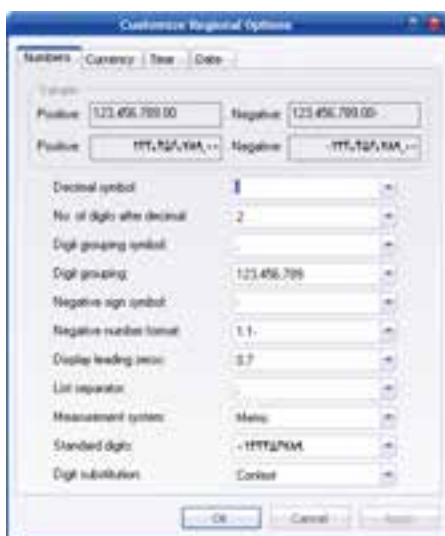 Customize Regional Options
Numbers Currency Time Date
Sample
Positive: 123,456,789.00 Negative: 123,456,789.00-
Positive: Negative:
Decimal symbol:
No. of digits after decimal: 2
Digit grouping symbol:
Digit grouping: 123,456,789
Negative sign symbol: -
Negative number format: 1.1-
Display leading zeros: 0.7
List separator:
Measurement system: Metric
Standard digits:
Digit substitution: Context
OK Cancel Apply